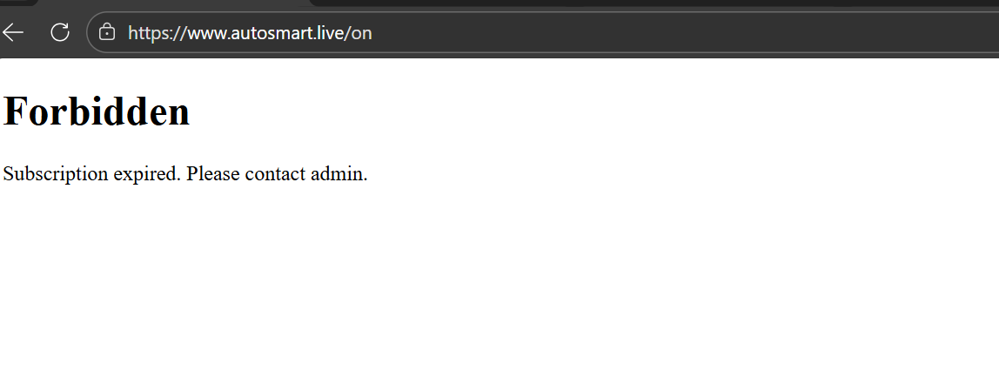 https://www.autosmart.live/on
Forbidden
Subscription expired. Please contact admin.